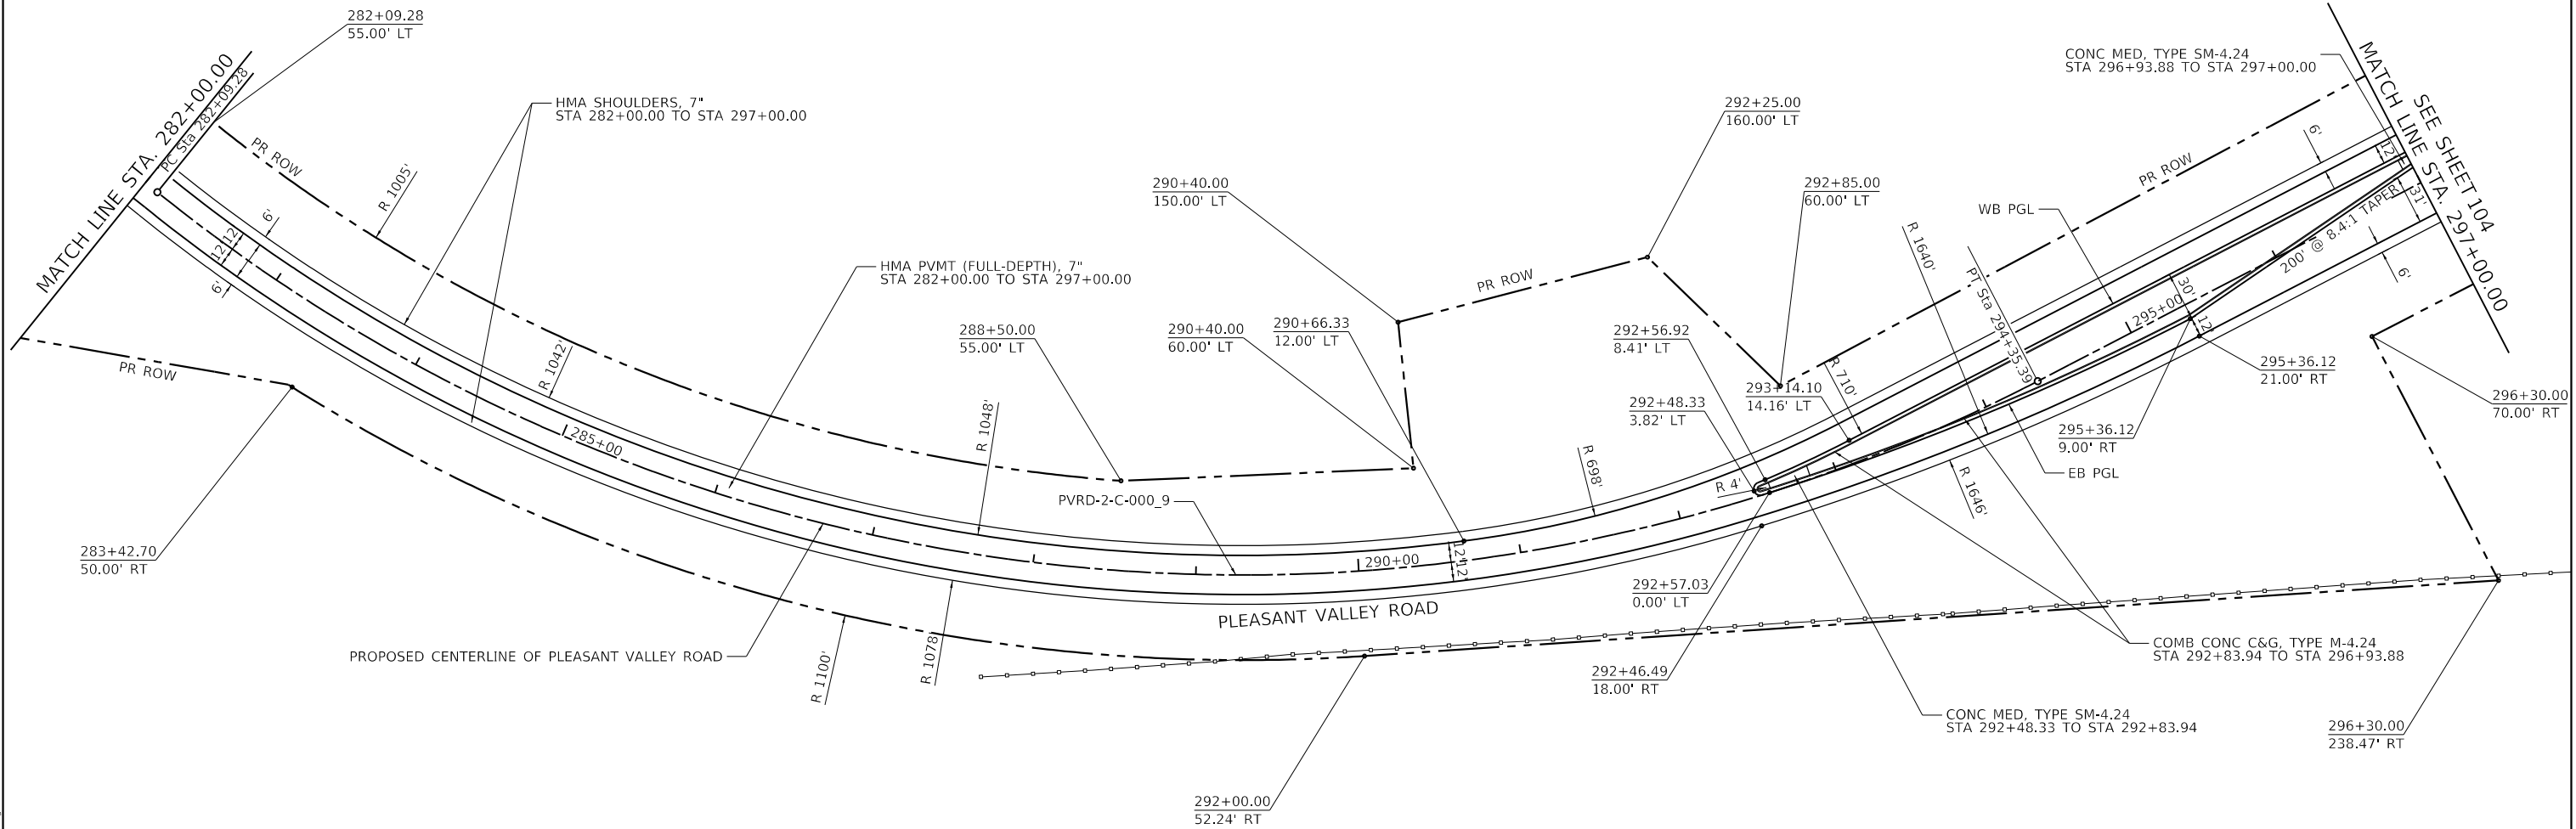 282+09.28
55.00' LT
MATCH LINE STA. 282+00.00
PC Sta 282+09.28
PR ROW
R 1005'
HMA SHOULDERS, 7"
STA 282+00.00 TO STA 297+00.00
6'
12'
12'
6'
PR ROW
HMA PVMT (FULL-DEPTH), 7"
STA 282+00.00 TO STA 297+00.00
R 1042'
285+00
288+50.00
55.00' LT
R 1048'
290+40.00
150.00' LT
290+40.00
60.00' LT
290+66.33
12.00' LT
PR ROW
292+25.00
160.00' LT
292+85.00
60.00' LT
292+56.92
8.41' LT
292+48.33
3.82' LT
293+14.10
14.16' LT
R 710'
R 4'
R 698'
PVRD-2-C-000_9
290+00
12'
12'
PLEASANT VALLEY ROAD
283+42.70
50.00' RT
PROPOSED CENTERLINE OF PLEASANT VALLEY ROAD
R 1100'
R 1078'
292+00.00
52.24' RT
292+57.03
0.00' LT
292+46.49
18.00' RT
CONC MED, TYPE SM-4.24
STA 296+93.88 TO STA 297+00.00
MATCH LINE STA. 297+00.00
SEE SHEET 104
PR ROW
6'
12'
WB PGL
R 1640'
PT Sta 294+35.39
30'
295+00
200' @ 8.4:1 TAPER
31'
6'
12'
295+36.12
21.00' RT
295+36.12
9.00' RT
EB PGL
R 1646'
296+30.00
70.00' RT
COMB CONC C&G, TYPE M-4.24
STA 292+83.94 TO STA 296+93.88
CONC MED, TYPE SM-4.24
STA 292+48.33 TO STA 292+83.94
296+30.00
238.47' RT